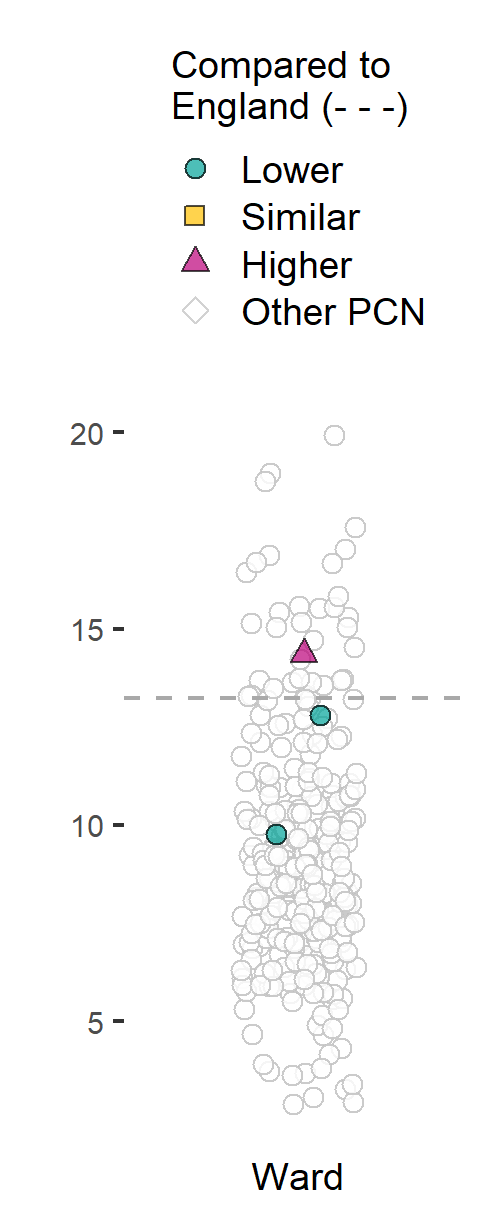 Compared to
England (- - -)
Lower
Similar
Higher
Other PCN
20
15
10
5
Ward